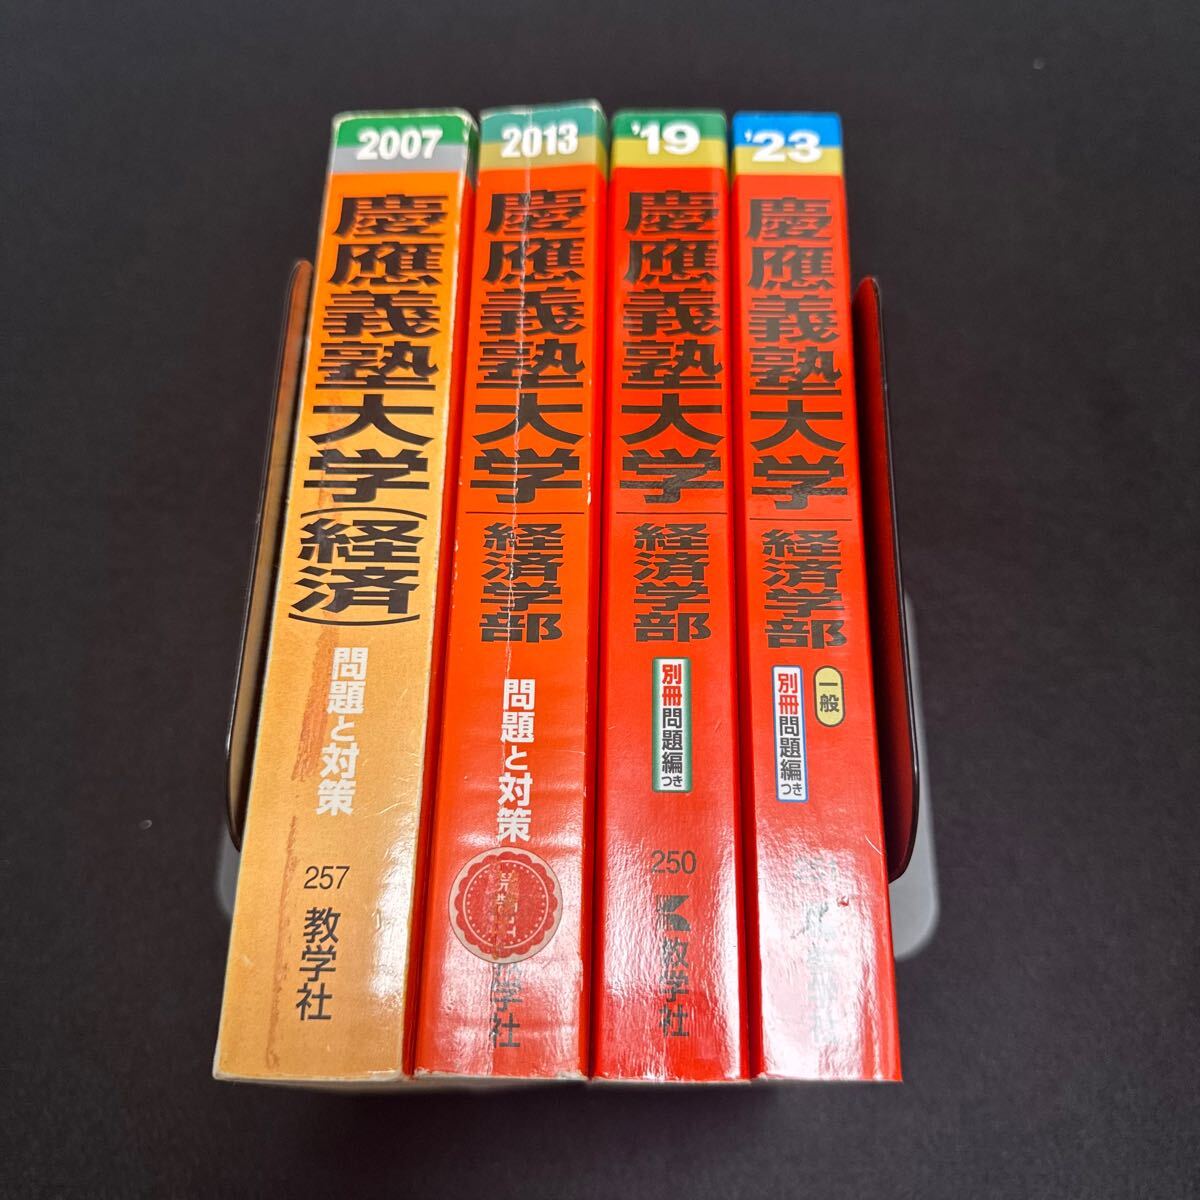 2007
慶應義塾大学(経済)
問題と対策
257
教学社
2013
慶應義塾大学
経済学部
問題と対策
学社
'19
慶應義塾大学
経済学部
別冊問題編つき
250
教学社
'23
慶應義塾大学
経済学部
一般
別冊問題編つき
教学社